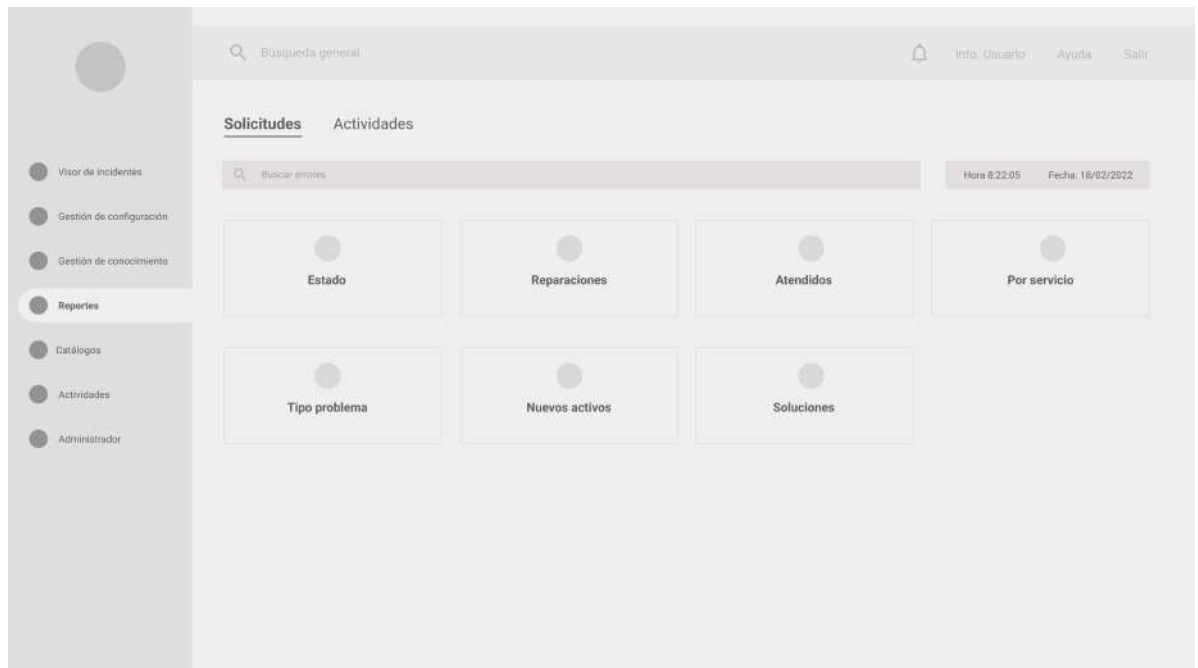 Búsqueda general
Info. Usuario
Ayuda
Salir
Solicitudes
Actividades
Visor de incidentes
Gestión de configuración
Gestión de conocimiento
Reportes
Catálogos
Actividades
Administrador
Buscar errores
Hora 8:22:05
Fecha: 18/02/2022
Estado
Reparaciones
Atendidos
Por servicio
Tipo problema
Nuevos activos
Soluciones